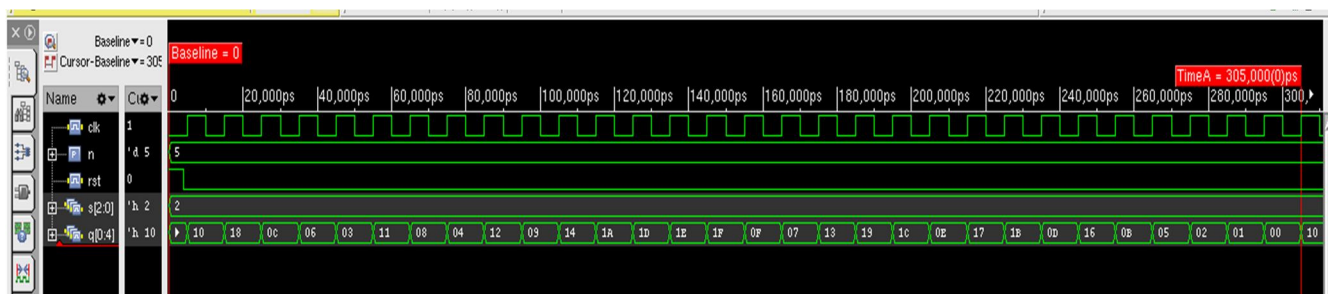 Baseline▼= 0
Cursor-Baseline▼= 305
Baseline = 0
TimeA = 305,000(0)ps
Name
0 20,000ps 40,000ps 60,000ps 80,000ps 100,000ps 120,000ps 140,000ps 160,000ps 180,000ps 200,000ps 220,000ps 240,000ps 260,000ps 280,000ps 300,
clk 1
n 'd 5 5
rst 0
s[2:0] 'h 2 2
q[0:4] 'h 10 10 18 0C 06 03 11 08 04 12 09 14 1A 1D 1E 1F 0F 07 13 19 1C 0E 17 1B 0D 16 0B 05 02 01 00 10